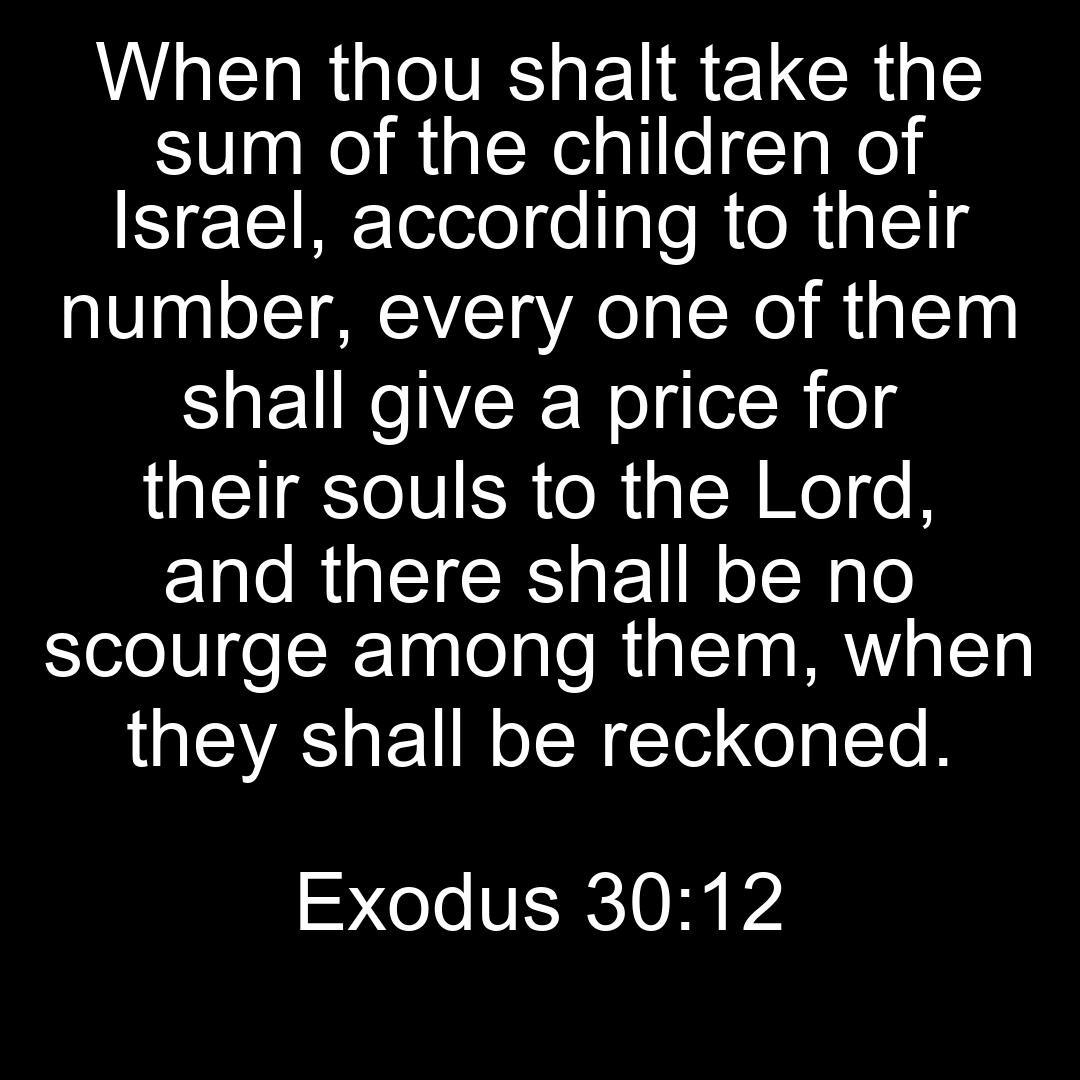 When thou shalt take the
sum of the children of
Israel, according to their
number, every one of them
shall give a price for
their souls to the Lord,
and there shall be no
scourge among them, when
they shall be reckoned.
Exodus 30:12